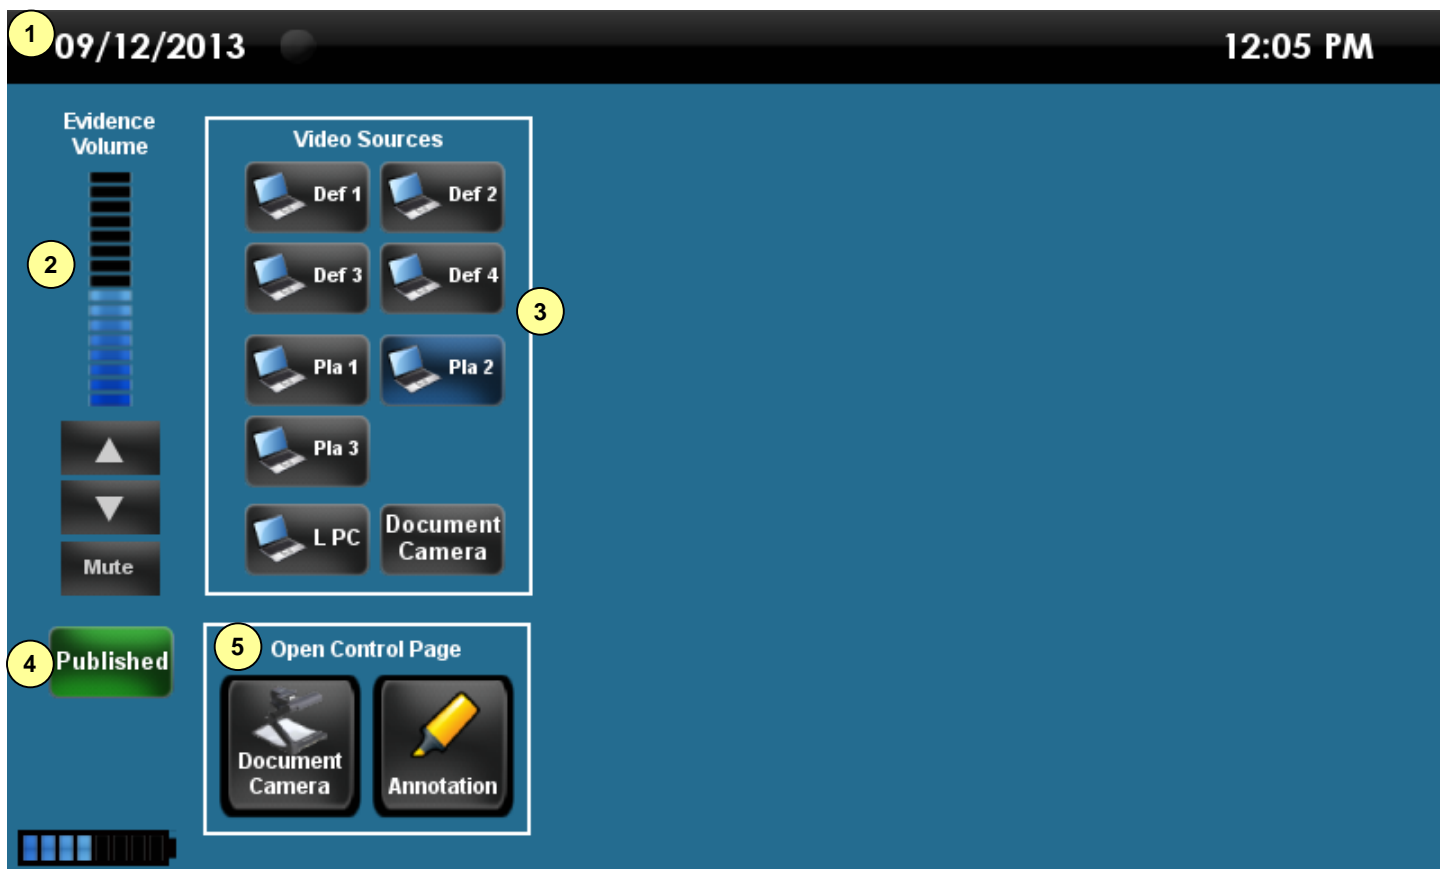 1
09/12/2013
12:05 PM
Evidence
Volume
2
Video Sources
Def 1
Def 2
Def 3
Def 4
3
Pla 1
Pla 2
Pla 3
L PC
Document
Camera
Mute
4
Published
5
Open Control Page
Document
Camera
Annotation